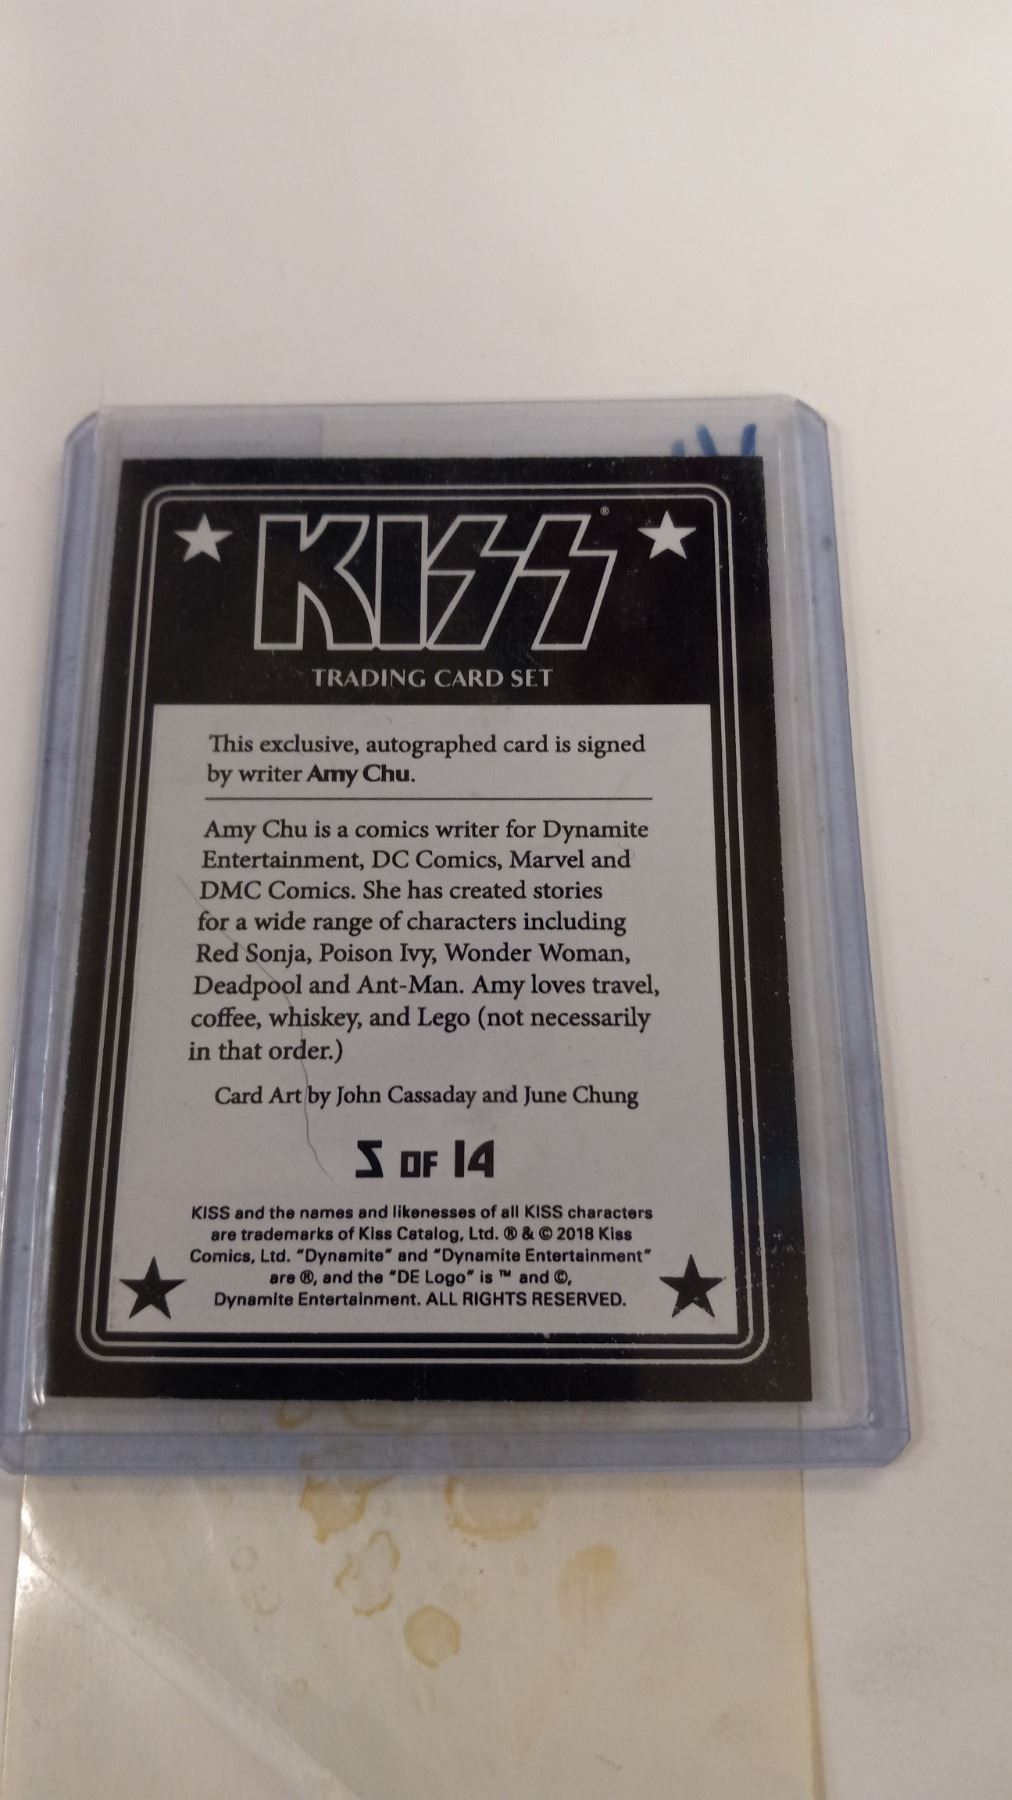 KISS®
TRADING CARD SET
This exclusive, autographed card is signed
by writer Amy Chu.
Amy Chu is a comics writer for Dynamite
Entertainment, DC Comics, Marvel and
DMC Comics. She has created stories
for a wide range of characters including
Red Sonja, Poison Ivy, Wonder Woman,
Deadpool and Ant-Man. Amy loves travel,
coffee, whiskey, and Lego (not necessarily
in that order.)
Card Art by John Cassaday and June Chung
5 OF 14
KISS and the names and likenesses of all KISS characters
are trademarks of Kiss Catalog, Ltd. ® & © 2018 Kiss
Comics, Ltd. "Dynamite" and "Dynamite Entertainment"
are ®, and the "DE Logo" is ™ and ©,
Dynamite Entertainment. ALL RIGHTS RESERVED.